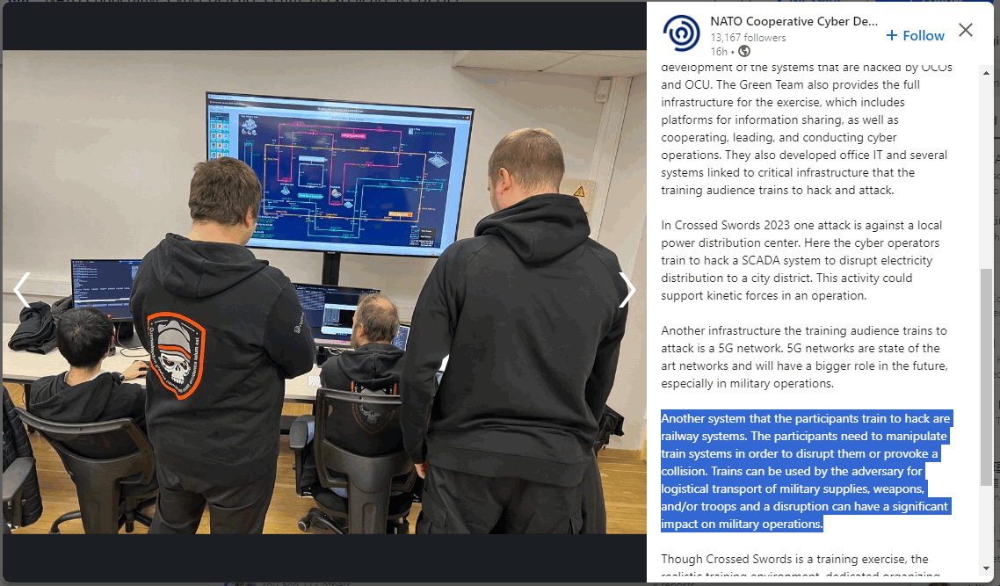 NATO Cooperative Cyber De...
13,167 followers
+ Follow
16h •
development of the systems that are hacked by OCOs
and OCU. The Green Team also provides the full
infrastructure for the exercise, which includes
platforms for information sharing, as well as
cooperating, leading, and conducting cyber
operations. They also developed office IT and several
systems linked to critical infrastructure that the
training audience trains to hack and attack.
In Crossed Swords 2023 one attack is against a local
power distribution center. Here the cyber operators
train to hack a SCADA system to disrupt electricity
distribution to a city district. This activity could
support kinetic forces in an operation.
Another infrastructure the training audience trains to
attack is a 5G network. 5G networks are state of the
art networks and will have a bigger role in the future,
especially in military operations.
Another system that the participants train to hack are
railway systems. The participants need to manipulate
train systems in order to disrupt them or provoke a
collision. Trains can be used by the adversary for
logistical transport of military supplies, weapons,
and/or troops and a disruption can have a significant
impact on military operations.
Though Crossed Swords is a training exercise, the
realistic training environment, dedicated organizing